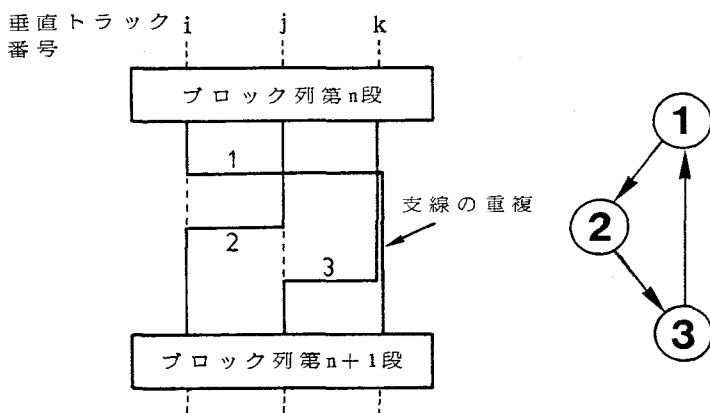 垂直トラック
番号
i j k
ブロック列第n段
1
2
3
支線の重複
ブロック列第n+1段
1
2
3